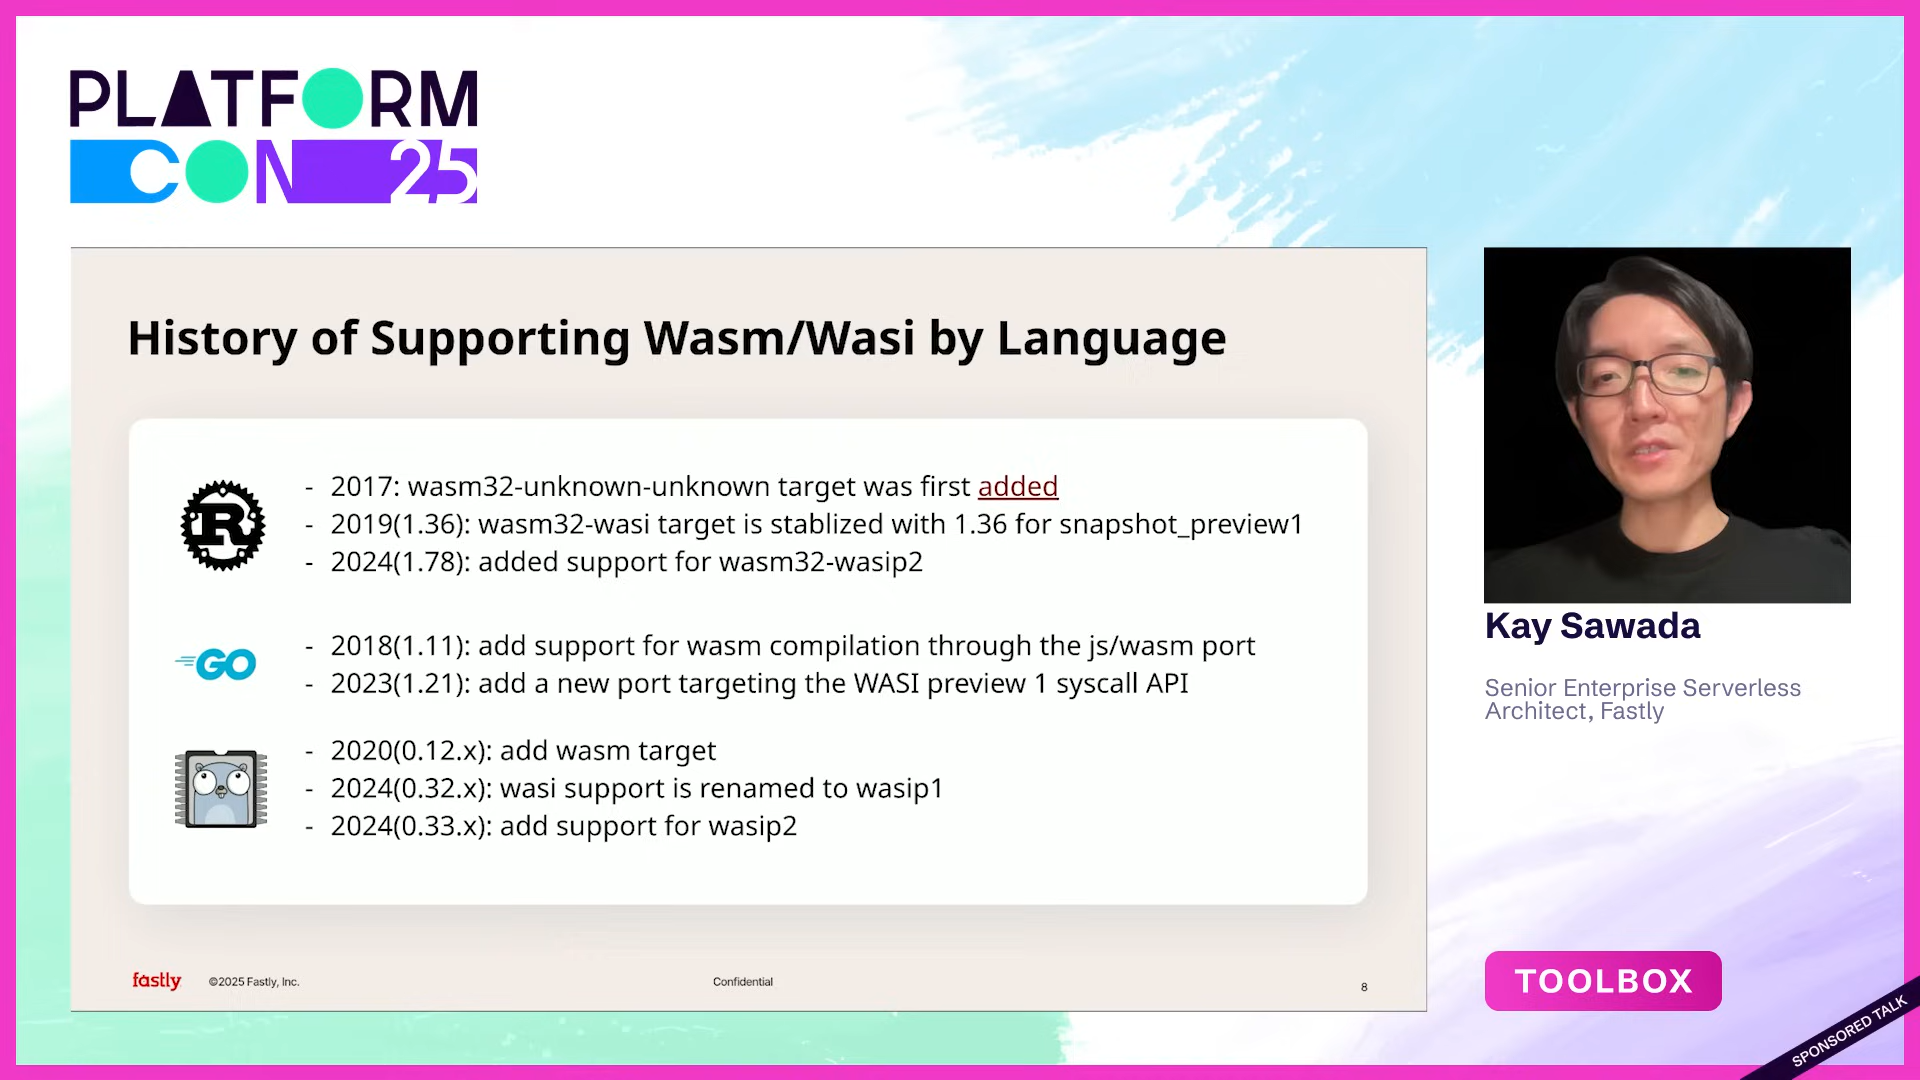 PLATFORM
CON 25
History of Supporting Wasm/Wasi by Language
R
- 2017: wasm32-unknown-unknown target was first added
- 2019(1.36): wasm32-wasi target is stablized with 1.36 for snapshot_preview1
- 2024(1.78): added support for wasm32-wasip2
GO
- 2018(1.11): add support for wasm compilation through the js/wasm port
- 2023(1.21): add a new port targeting the WASI preview 1 syscall API
- 2020(0.12.x): add wasm target
- 2024(0.32.x): wasi support is renamed to wasip1
- 2024(0.33.x): add support for wasip2
fastly
©2025 Fastly, Inc.
Confidential
8
Kay Sawada
Senior Enterprise Serverless
Architect, Fastly
TOOLBOX
SPONSORED TALK